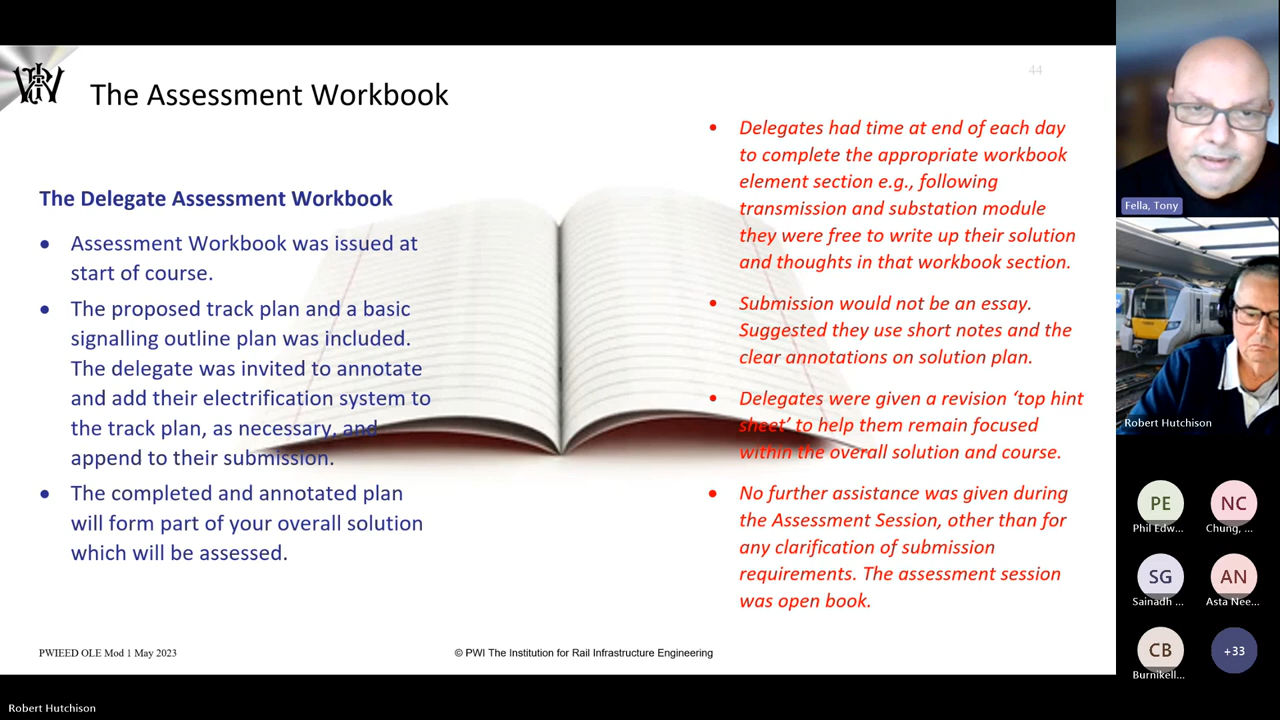 44
The Assessment Workbook
The Delegate Assessment Workbook
• Assessment Workbook was issued at
start of course.
• The proposed track plan and a basic
signalling outline plan was included.
The delegate was invited to annotate
and add their electrification system to
the track plan, as necessary, and
append to their submission.
• The completed and annotated plan
will form part of your overall solution
which will be assessed.
• Delegates had time at end of each day
to complete the appropriate workbook
element section e.g., following
transmission and substation module
they were free to write up their solution
and thoughts in that workbook section.
• Submission would not be an essay.
Suggested they use short notes and the
clear annotations on solution plan.
• Delegates were given a revision ‘top hint
sheet’ to help them remain focused
within the overall solution and course.
• No further assistance was given during
the Assessment Session, other than for
any clarification of submission
requirements. The assessment session
was open book.
PWIEED OLE Mod 1 May 2023
© PWI The Institution for Rail Infrastructure Engineering
Fella, Tony
Robert Hutchison
PE
NC
Phil Edw...
Chung, ...
SG
AN
Sainadh ...
Asta Nee...
CB
+33
Burnikell...
Robert Hutchison